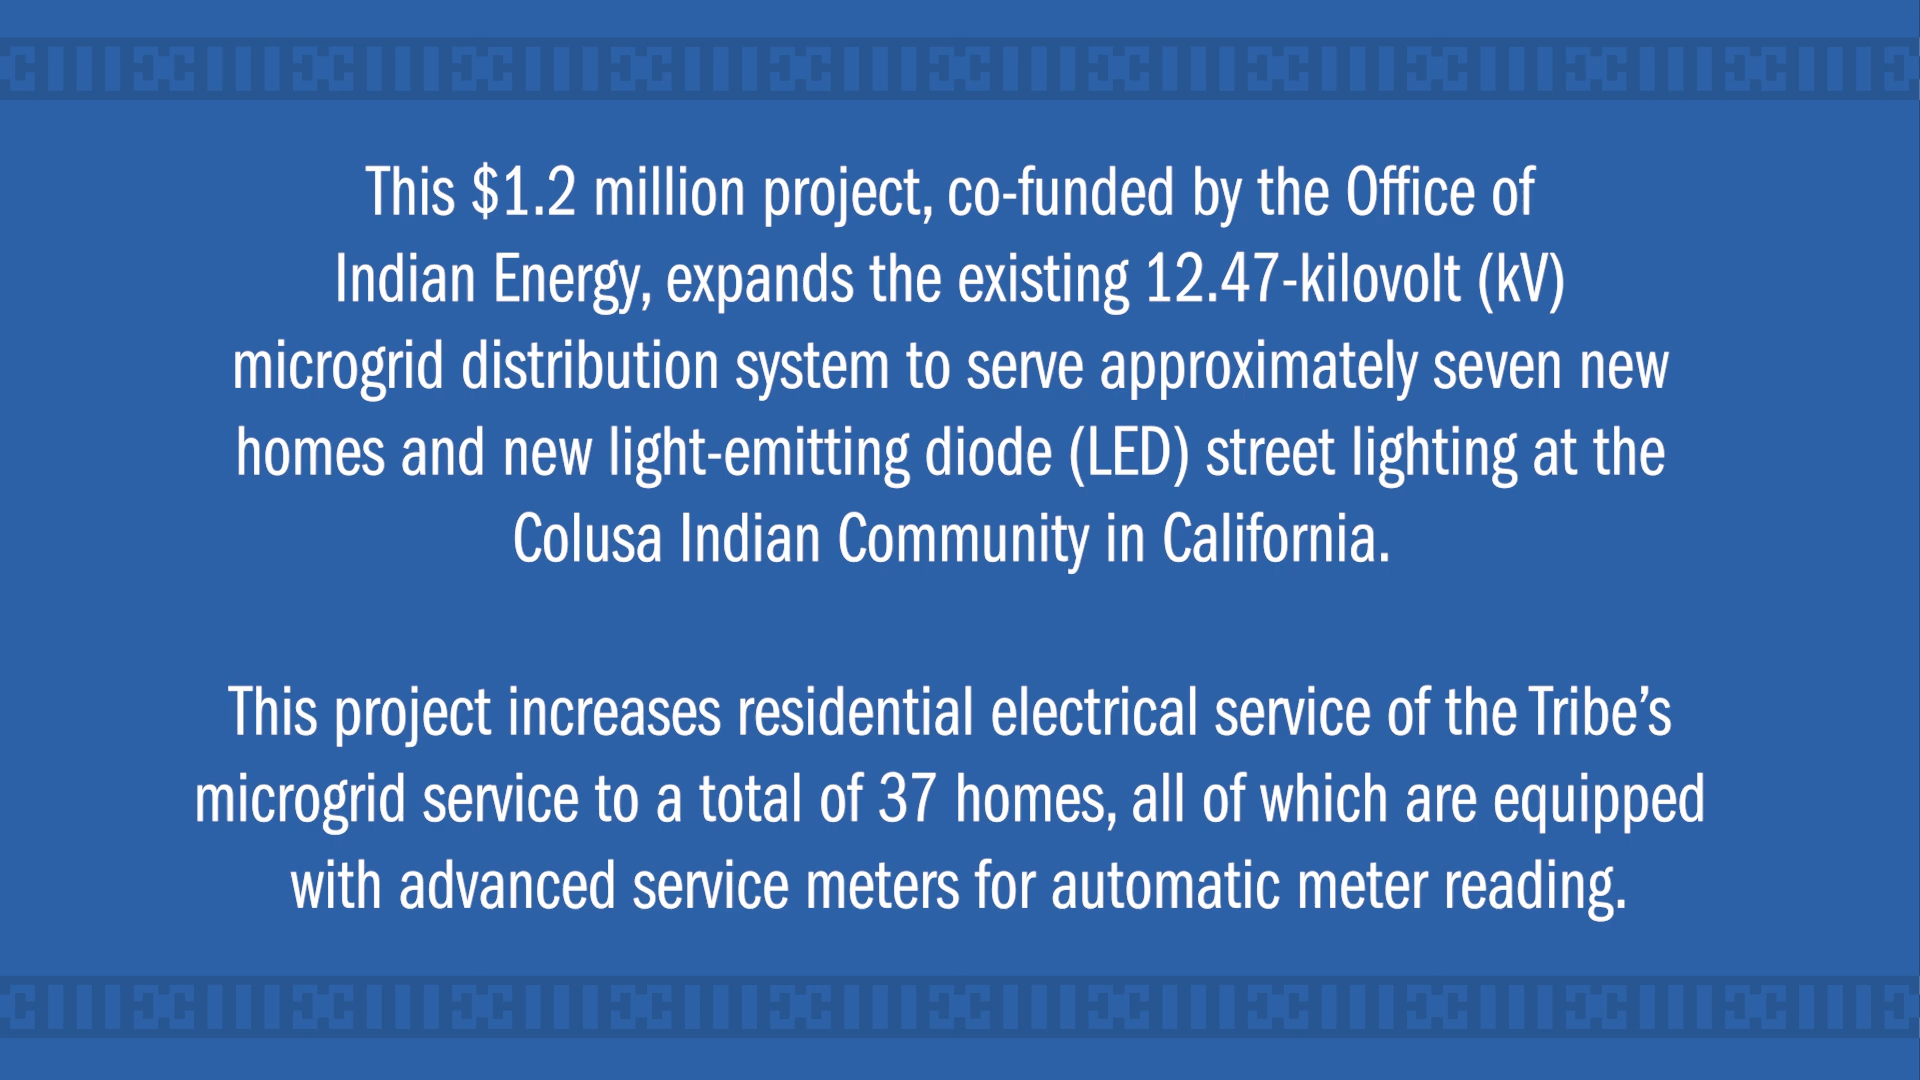 This $1.2 million project, co-funded by the Office of
Indian Energy, expands the existing 12.47-kilovolt (kV)
microgrid distribution system to serve approximately seven new
homes and new light-emitting diode (LED) street lighting at the
Colusa Indian Community in California.
This project increases residential electrical service of the Tribe’s
microgrid service to a total of 37 homes, all of which are equipped
with advanced service meters for automatic meter reading.